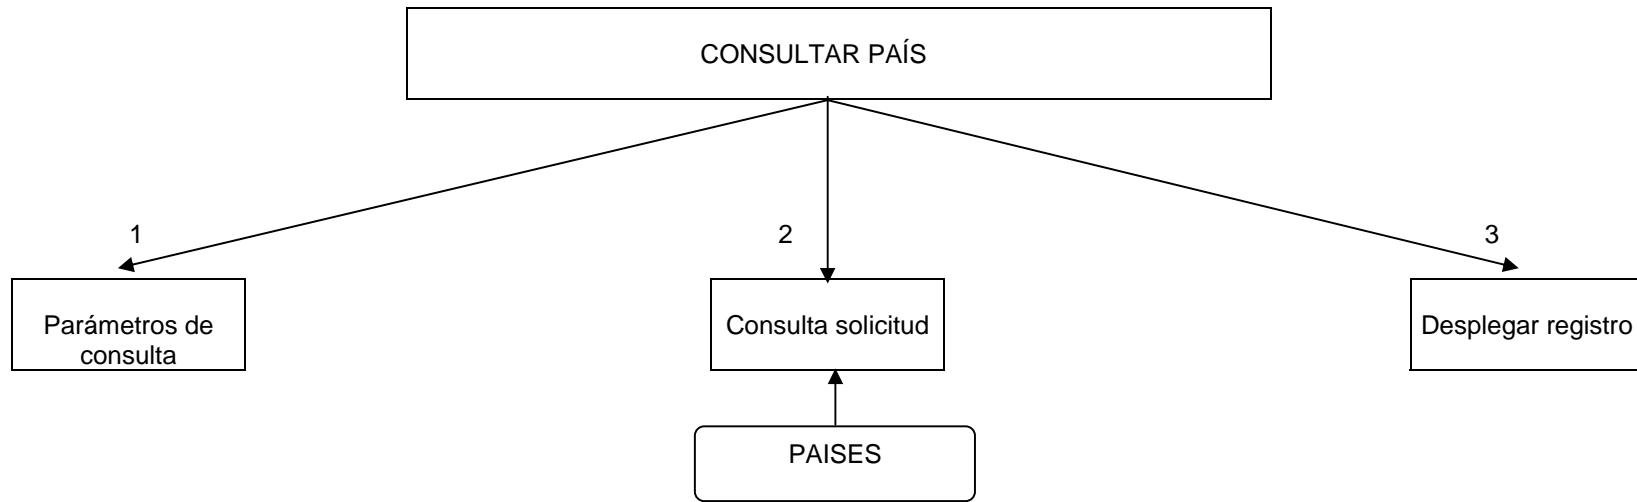 CONSULTAR PAÍS
1
2
3
Parámetros de
consulta
Consulta solicitud
Desplegar registro
PAISES